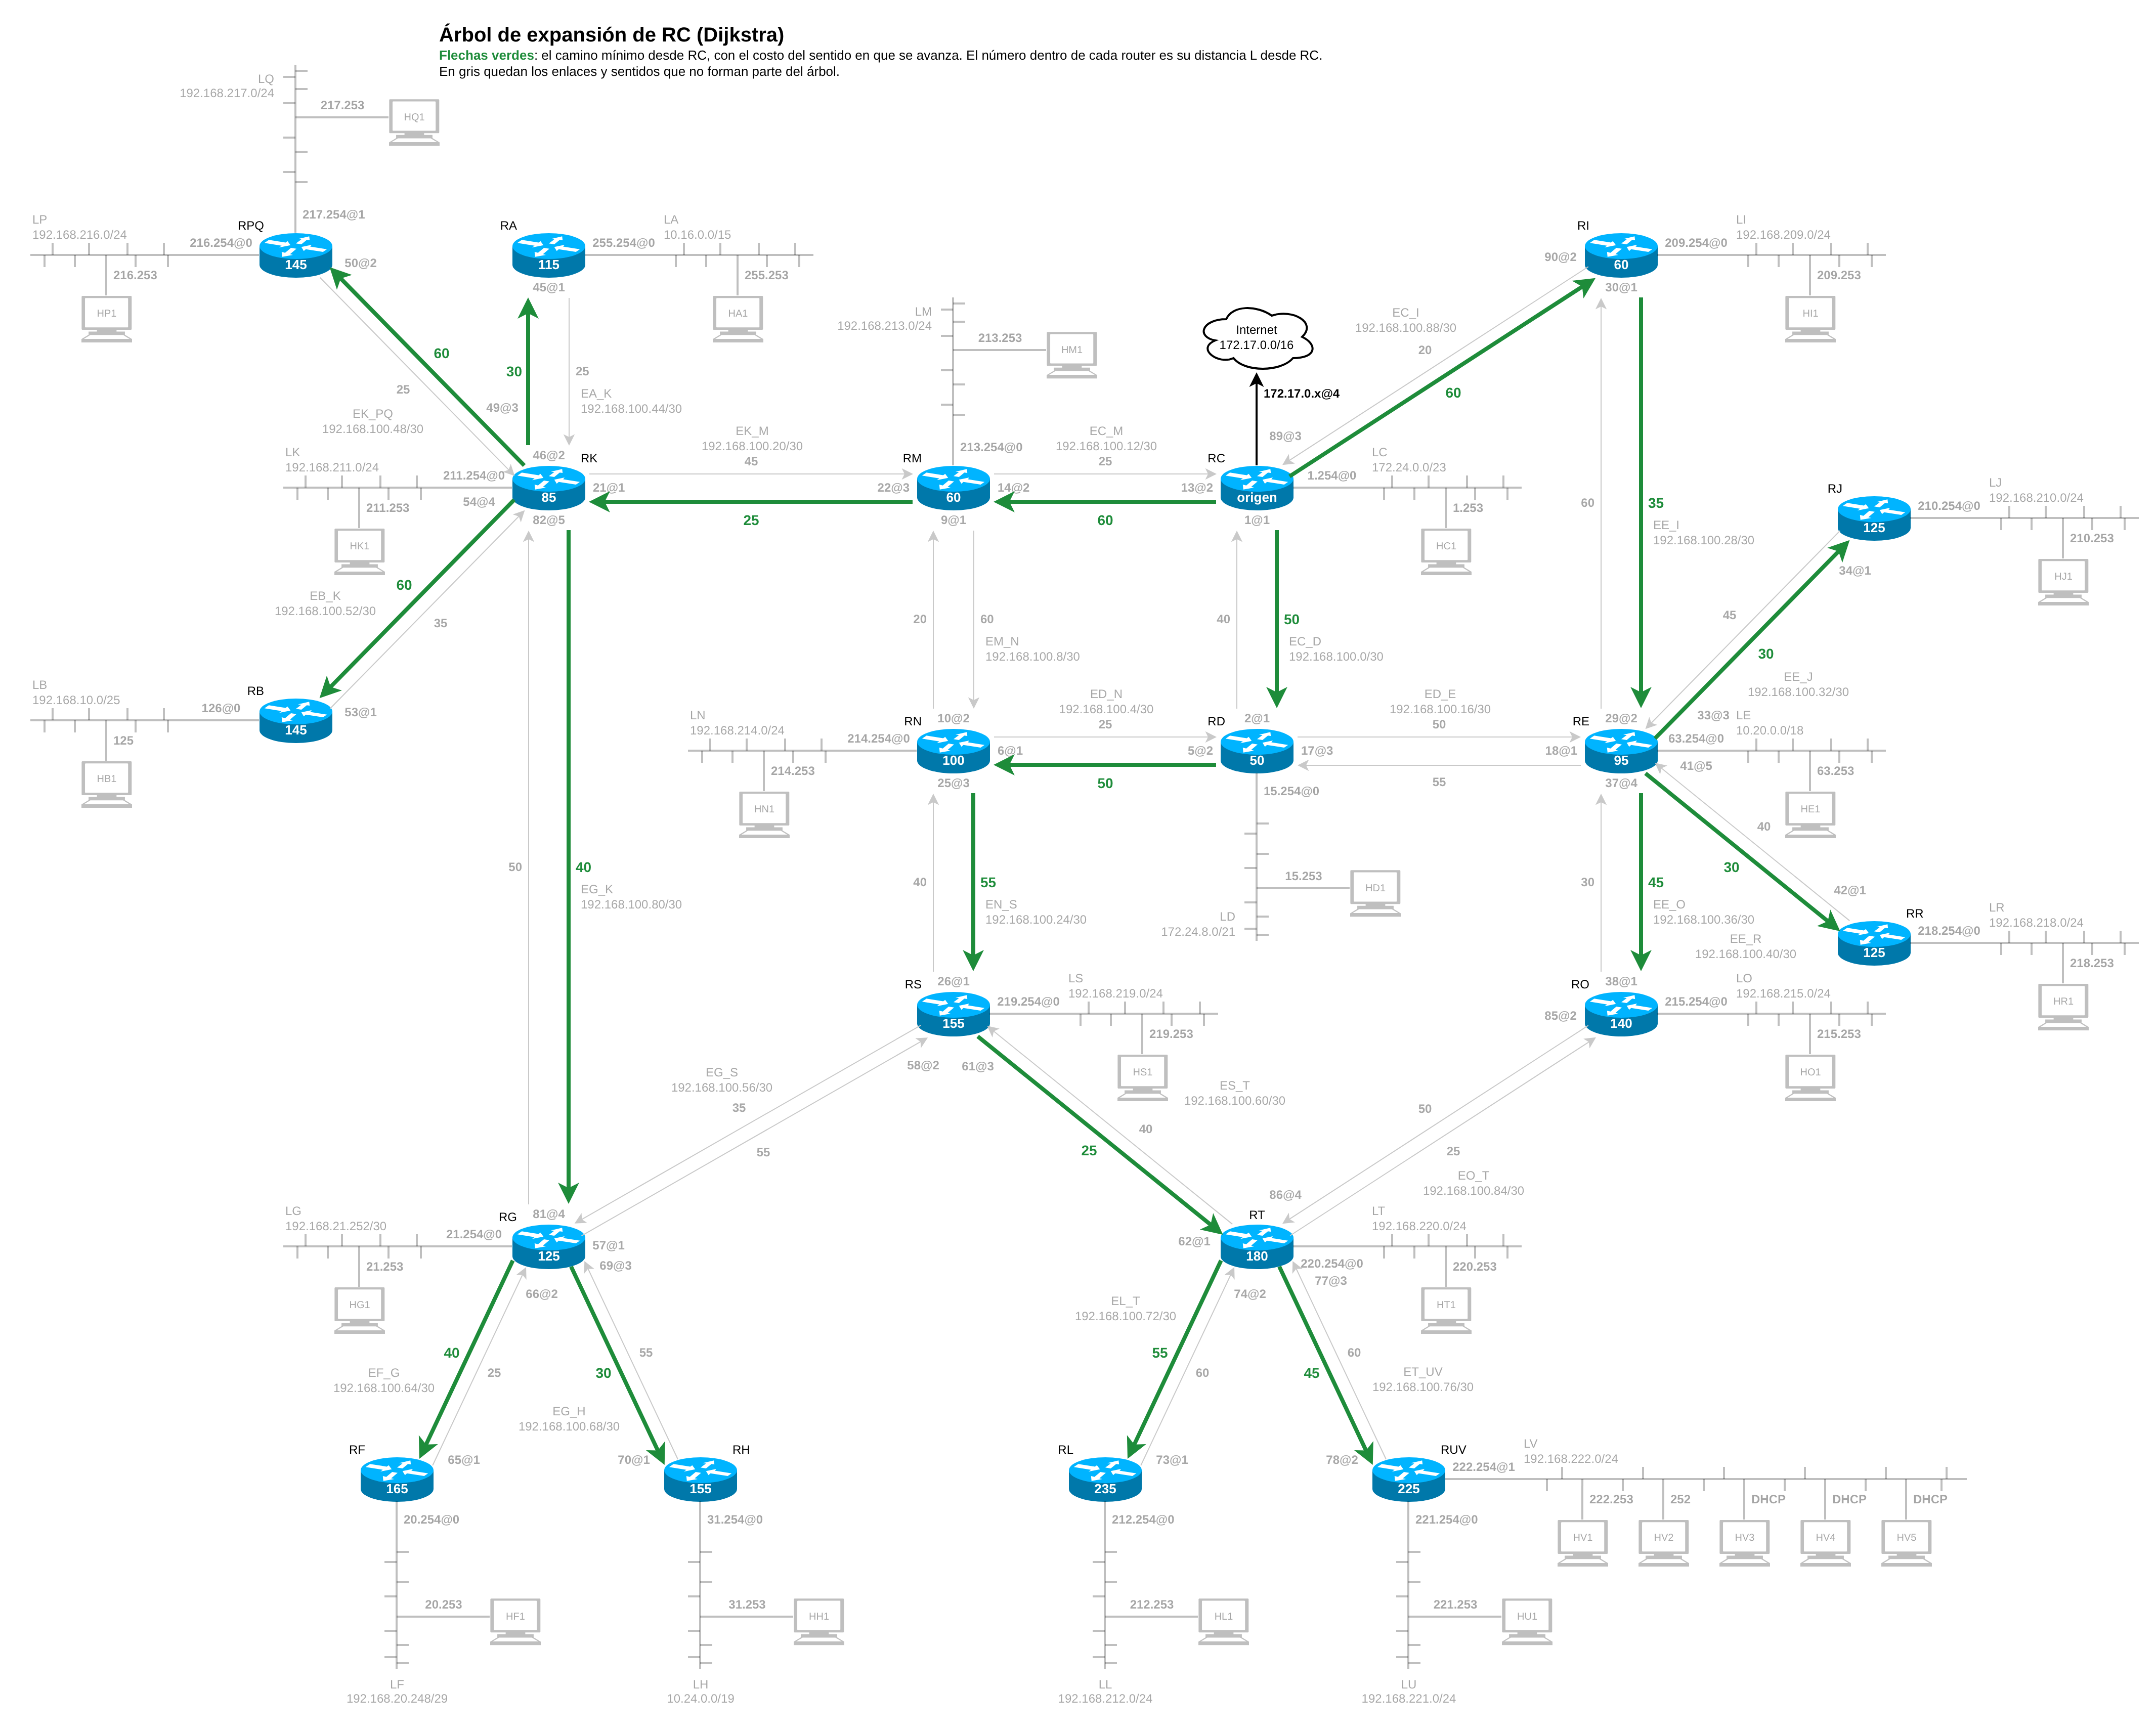 Árbol de expansión de RC (Dijkstra)
Flechas verdes: el camino mínimo desde RC, con el costo del sentido en que se avanza. El número dentro de cada router es su distancia L desde RC.
En gris quedan los enlaces y sentidos que no forman parte del árbol.
LQ
192.168.217.0/24
217.253
HQ1
217.254@1
RPQ
LP
192.168.216.0/24
216.254@0
145
50@2
216.253
HP1
RA
LA
10.16.0.0/15
255.254@0
115
45@1
255.253
HA1
RI
LI
192.168.209.0/24
209.254@0
90@2
60
30@1
209.253
HI1
60
25
30
25
EA_K
192.168.100.44/30
49@3
EK_PQ
192.168.100.48/30
LM
192.168.213.0/24
213.253
HM1
213.254@0
Internet
172.17.0.0/16
172.17.0.x@4
EC_I
192.168.100.88/30
20
60
89@3
LK
192.168.211.0/24
211.254@0
46@2
RK
85
54@4
21@1
82@5
211.253
HK1
EK_M
192.168.100.20/30
45
25
RM
22@3
60
14@2
9@1
EC_M
192.168.100.12/30
25
60
RC
13@2
origen
1.254@0
1@1
LC
172.24.0.0/23
1.253
HC1
RJ
LJ
192.168.210.0/24
210.254@0
125
34@1
210.253
HJ1
60
35
EE_I
192.168.100.28/30
45
30
EE_J
192.168.100.32/30
33@3
60
EB_K
192.168.100.52/30
35
LB
192.168.10.0/25
126@0
RB
145
53@1
125
HB1
20
60
EM_N
192.168.100.8/30
40
50
EC_D
192.168.100.0/30
LN
192.168.214.0/24
214.254@0
RN
10@2
100
6@1
25@3
214.253
HN1
ED_N
192.168.100.4/30
25
50
RD
2@1
5@2
50
17@3
15.254@0
ED_E
192.168.100.16/30
50
55
RE
29@2
18@1
95
63.254@0
41@5
37@4
LE
10.20.0.0/18
63.253
HE1
50
40
EG_K
192.168.100.80/30
40
55
EN_S
192.168.100.24/30
15.253
HD1
LD
172.24.8.0/21
30
45
EE_O
192.168.100.36/30
40
30
EE_R
192.168.100.40/30
42@1
RR
LR
192.168.218.0/24
218.254@0
125
218.253
HR1
RS
26@1
155
219.254@0
58@2
61@3
LS
192.168.219.0/24
219.253
HS1
RO
38@1
85@2
140
215.254@0
LO
192.168.215.0/24
215.253
HO1
EG_S
192.168.100.56/30
35
55
ES_T
192.168.100.60/30
40
25
50
25
EO_T
192.168.100.84/30
LG
192.168.21.252/30
21.254@0
RG
81@4
125
57@1
69@3
66@2
21.253
HG1
86@4
RT
62@1
180
220.254@0
77@3
74@2
LT
192.168.220.0/24
220.253
HT1
40
EF_G
192.168.100.64/30
25
55
30
EG_H
192.168.100.68/30
EL_T
192.168.100.72/30
55
60
60
45
ET_UV
192.168.100.76/30
RF
165
65@1
20.254@0
20.253
HF1
LF
192.168.20.248/29
RH
70@1
155
31.254@0
31.253
HH1
LH
10.24.0.0/19
RL
235
73@1
212.254@0
212.253
HL1
LL
192.168.212.0/24
RUV
78@2
225
222.254@1
221.254@0
221.253
HU1
LU
192.168.221.0/24
LV
192.168.222.0/24
222.253
252
DHCP
DHCP
DHCP
HV1
HV2
HV3
HV4
HV5